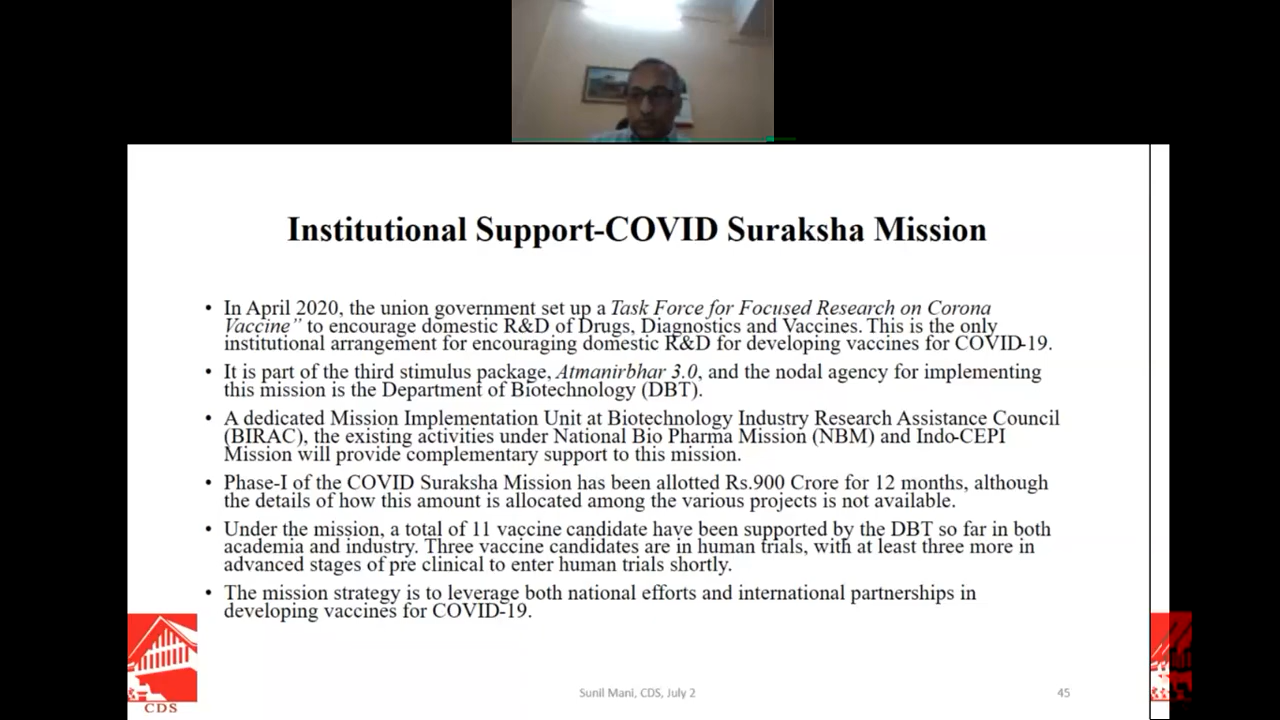 Institutional Support-COVID Suraksha Mission
• In April 2020, the union government set up a Task Force for Focused Research on Corona
Vaccine” to encourage domestic R&D of Drugs, Diagnostics and Vaccines. This is the only
institutional arrangement for encouraging domestic R&D for developing vaccines for COVID-19.
• It is part of the third stimulus package, Atmanirbhar 3.0, and the nodal agency for implementing
this mission is the Department of Biotechnology (DBT).
• A dedicated Mission Implementation Unit at Biotechnology Industry Research Assistance Council
(BIRAC), the existing activities under National Bio Pharma Mission (NBM) and Indo-CEPI
Mission will provide complementary support to this mission.
• Phase-I of the COVID Suraksha Mission has been allotted Rs.900 Crore for 12 months, although
the details of how this amount is allocated among the various projects is not available.
• Under the mission, a total of 11 vaccine candidate have been supported by the DBT so far in both
academia and industry. Three vaccine candidates are in human trials, with at least three more in
advanced stages of pre clinical to enter human trials shortly.
• The mission strategy is to leverage both national efforts and international partnerships in
developing vaccines for COVID-19.
CDS
Sunil Mani, CDS, July 2
45